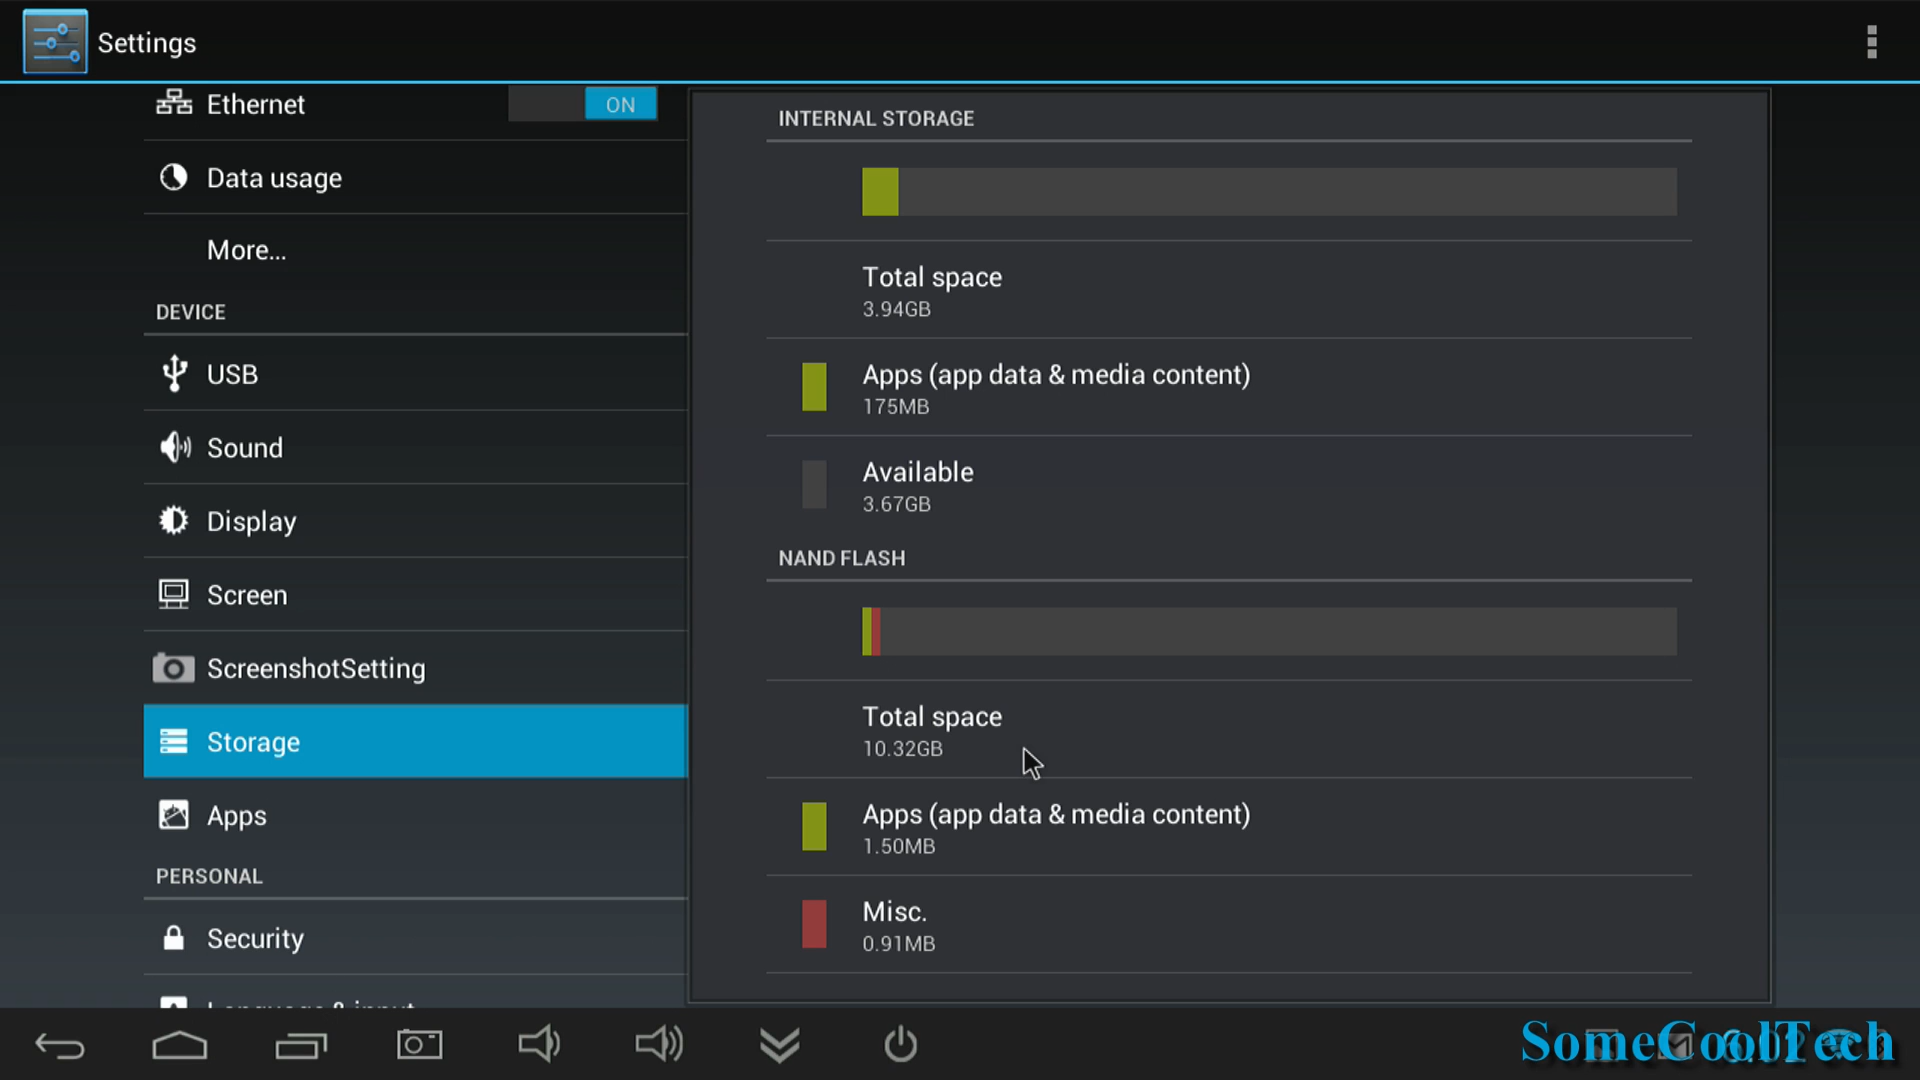 Settings
Ethernet
ON
Data usage
More...
DEVICE
USB
Sound
Display
Screen
ScreenshotSetting
Storage
Apps
PERSONAL
Security
Language & input
INTERNAL STORAGE
Total space
3.94GB
Apps (app data & media content)
175MB
Available
3.67GB
NAND FLASH
Total space
10.32GB
Apps (app data & media content)
1.50MB
Misc.
0.91MB
SomeCoolTech